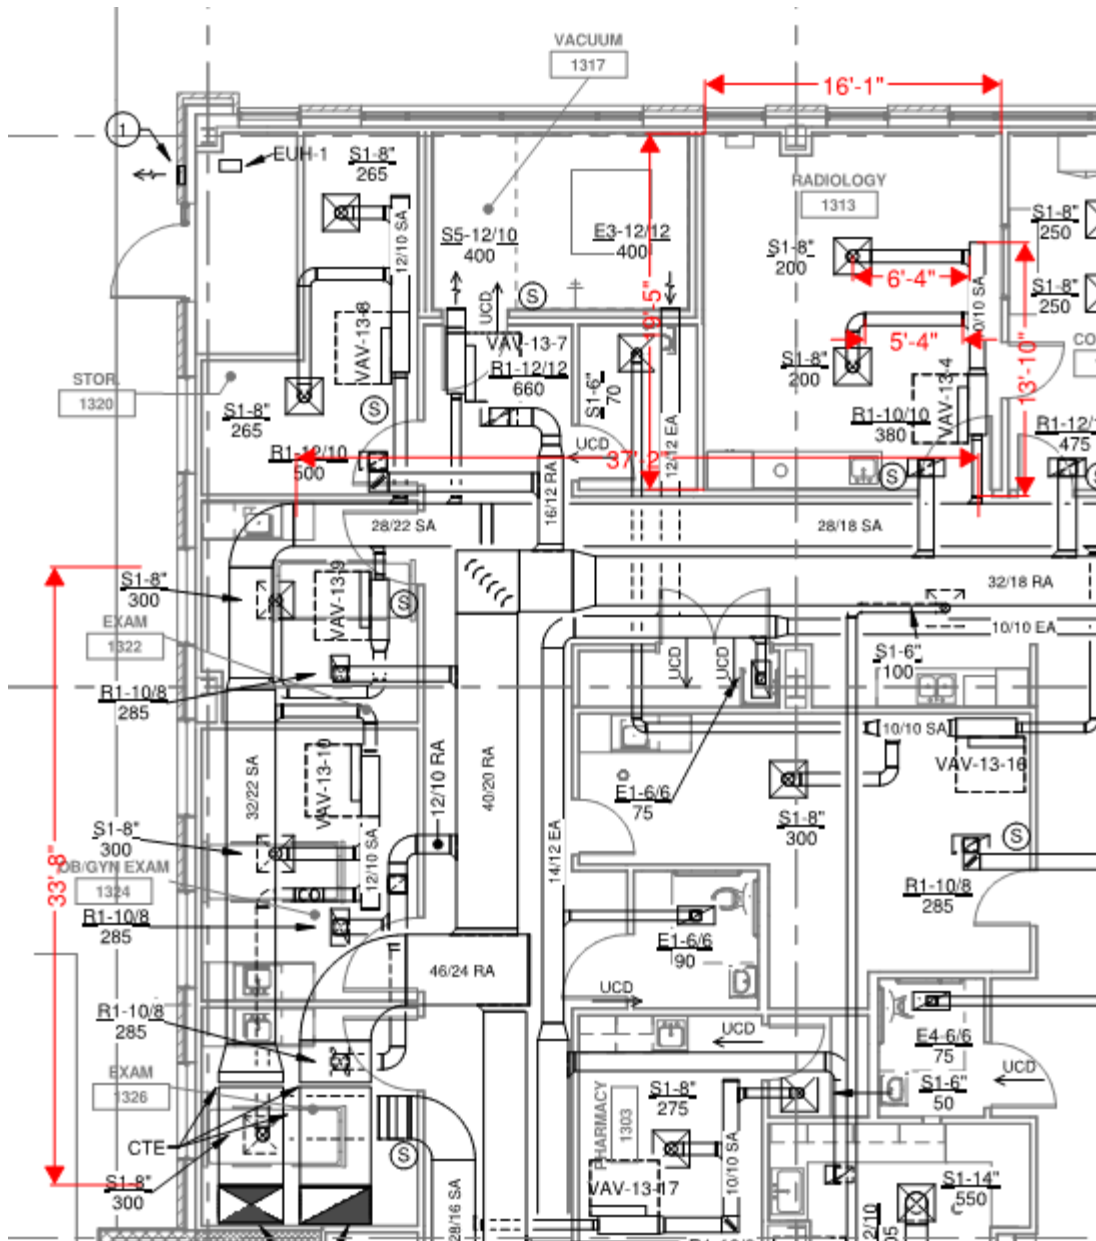 VACUUM
1317
16'-1"
1
EUH-1
S1-8"
265
RADIOLOGY
1313
S1-8"
250
S5-12/10
400
E3-12/12
400
12/10 SA
S1-8"
200
6'-4"
S1-8"
250
UCD
S
VAV-13-8
VAV-13-7
R1-12/12
660
5'-4"
S1-8"
200
13'-10"
VAV-13-4
STOR.
1320
S1-6"
70
S1-8"
265
S
R1-10/10
380
R1-12/10
500
UCD
37'-2"
12/12 EA
S
475
16/12 RA
28/22 SA
28/18 SA
S1-8"
300
VAV-13-9
S
32/18 RA
EXAM
1322
10/10 EA
UCD
UCD
S1-6"
100
R1-10/8
285
10/10 SA
32/22 SA
VAV-13-10
12/10 RA
40/20 RA
VAV-13-16
E1-6/6
75
S1-8"
300
S1-8"
300
33'-8"
14/12 EA
S
OB/GYN EXAM
1324
12/10 SA
R1-10/8
285
R1-10/8
285
E1-6/6
90
46/24 RA
UCD
R1-10/8
285
UCD
E4-6/6
75
UCD
EXAM
1326
S1-8"
275
S1-6"
50
PHARMACY
1303
CTE
S
10/10 SA
S1-8"
300
VAV-13-17
S1-14"
550
28/16 SA